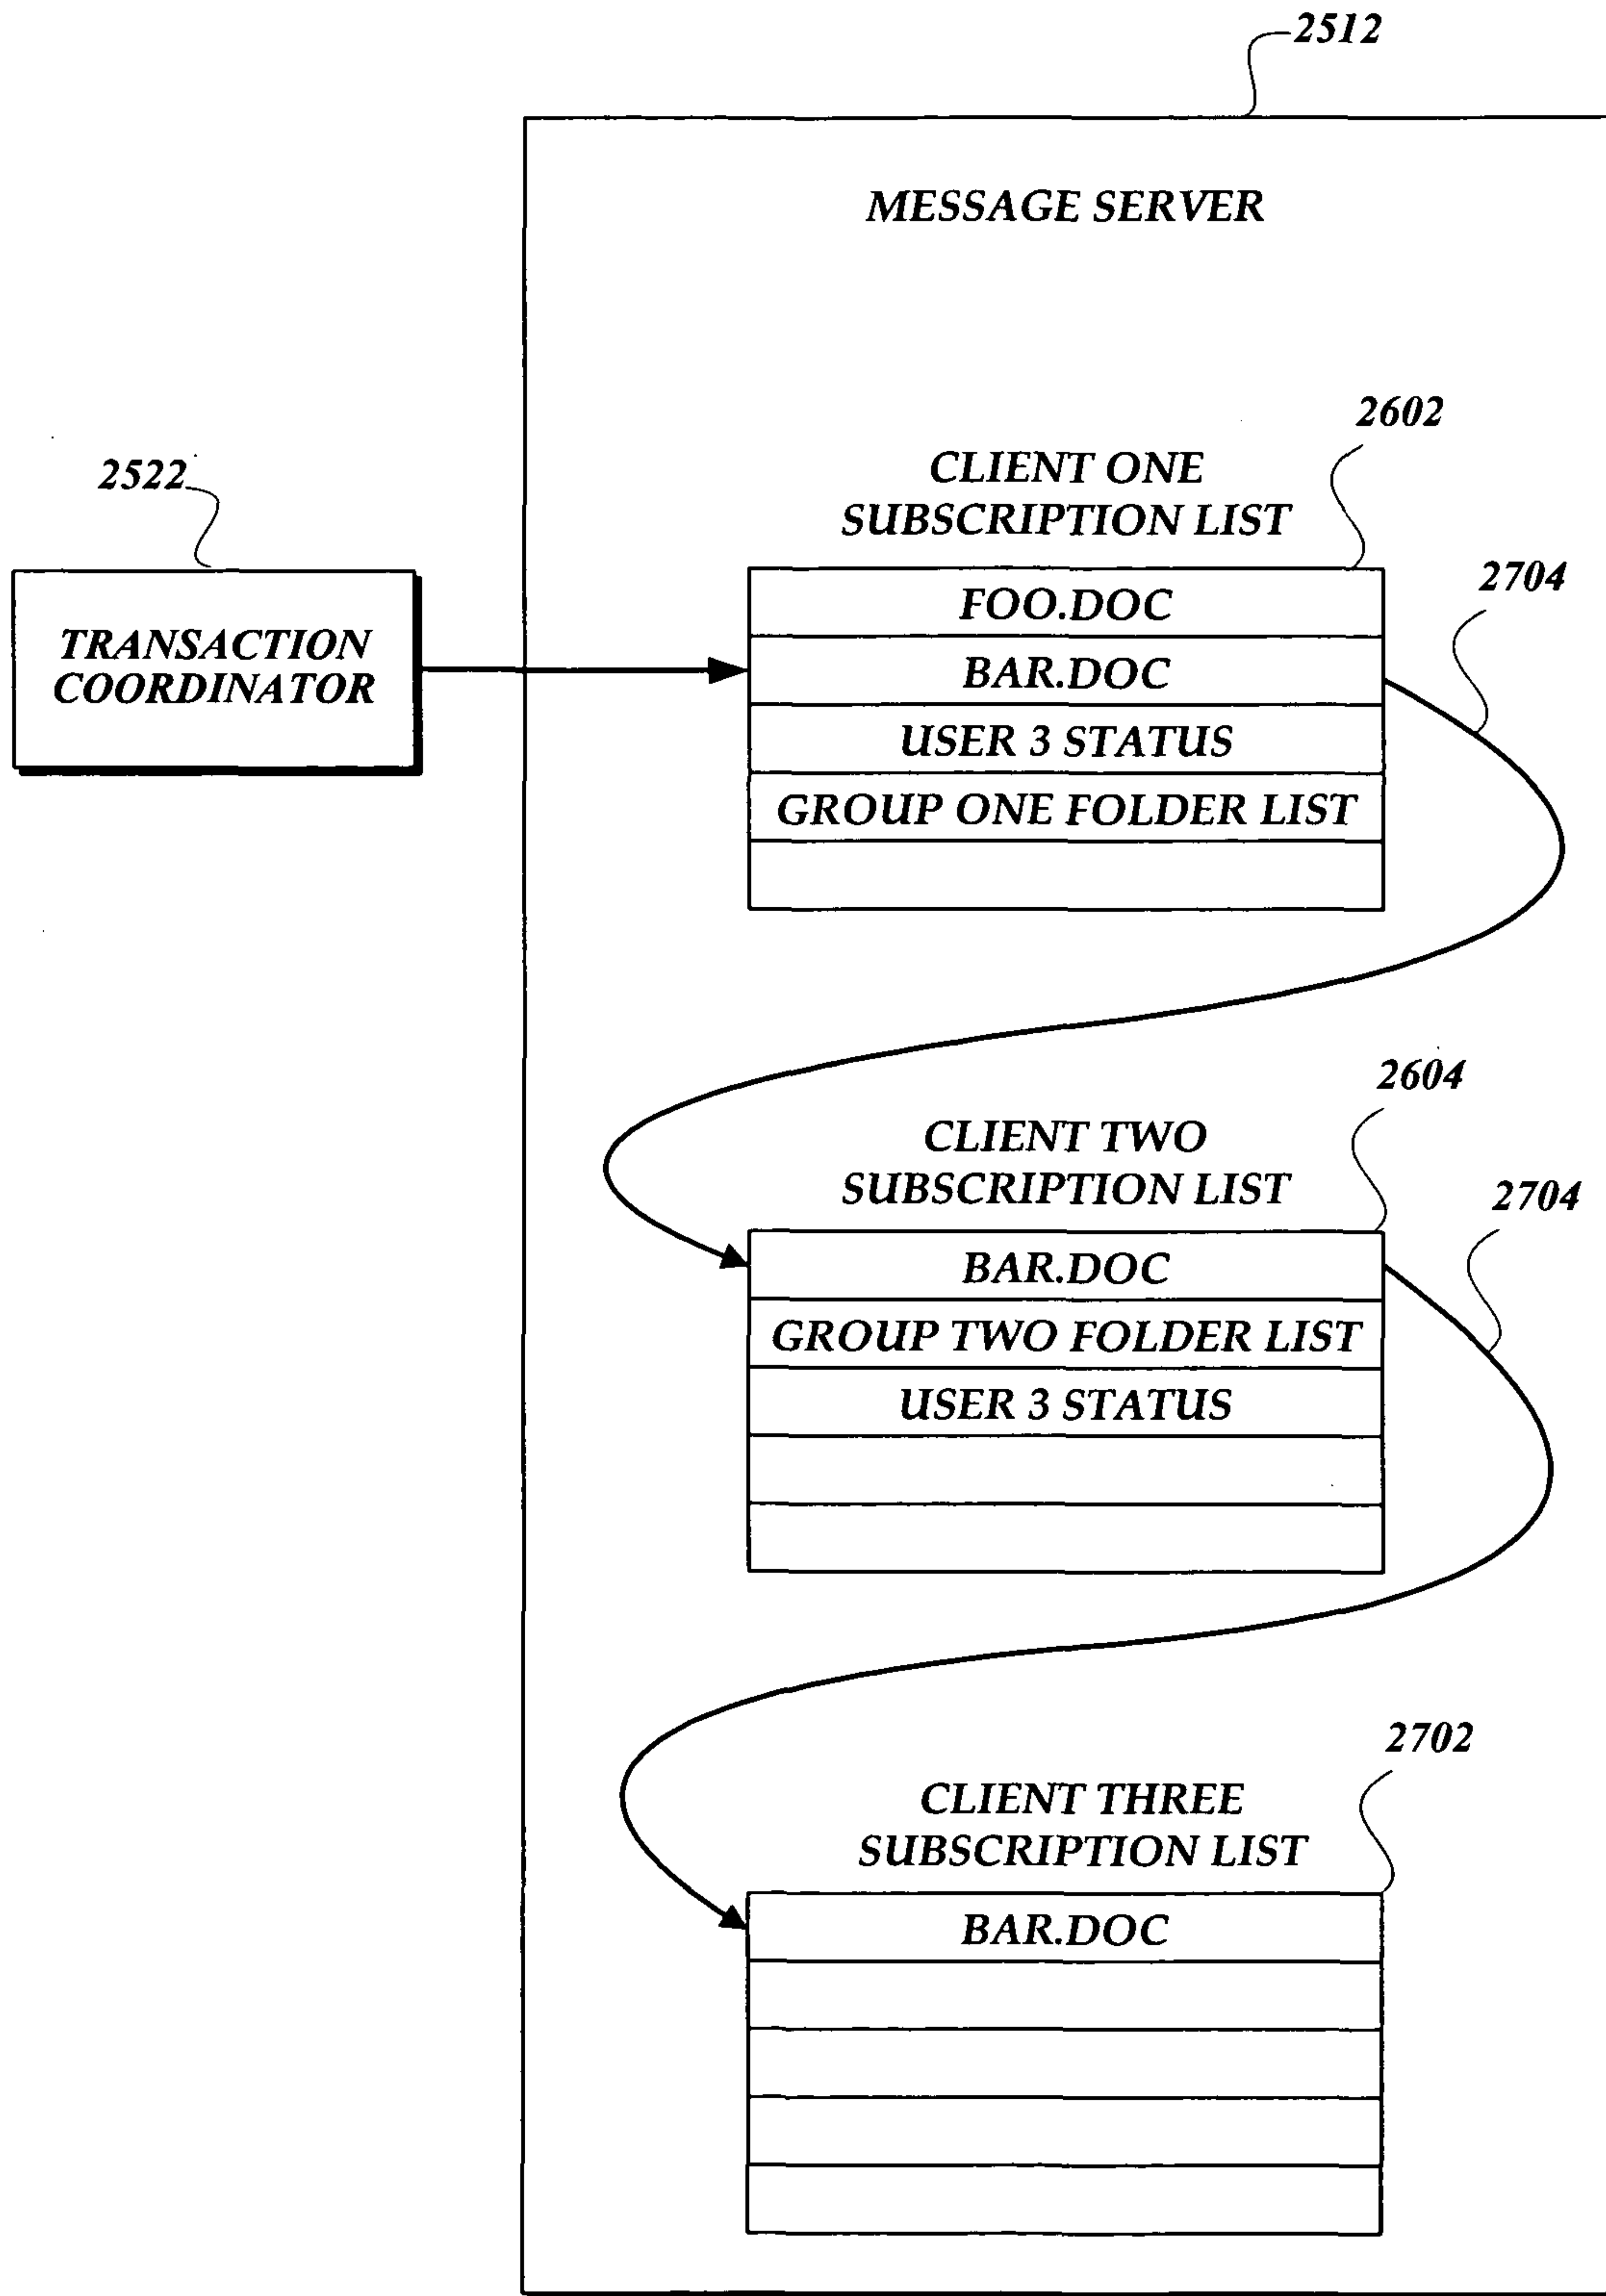 2512
MESSAGE SERVER
2602
CLIENT ONE
SUBSCRIPTION LIST
2522
2704
FOO.DOC
TRANSACTION
COORDINATOR
BAR.DOC
USER 3 STATUS
GROUP ONE FOLDER LIST
2604
CLIENT TWO
SUBSCRIPTION LIST
2704
BAR.DOC
GROUP TWO FOLDER LIST
USER 3 STATUS
2702
CLIENT THREE
SUBSCRIPTION LIST
BAR.DOC